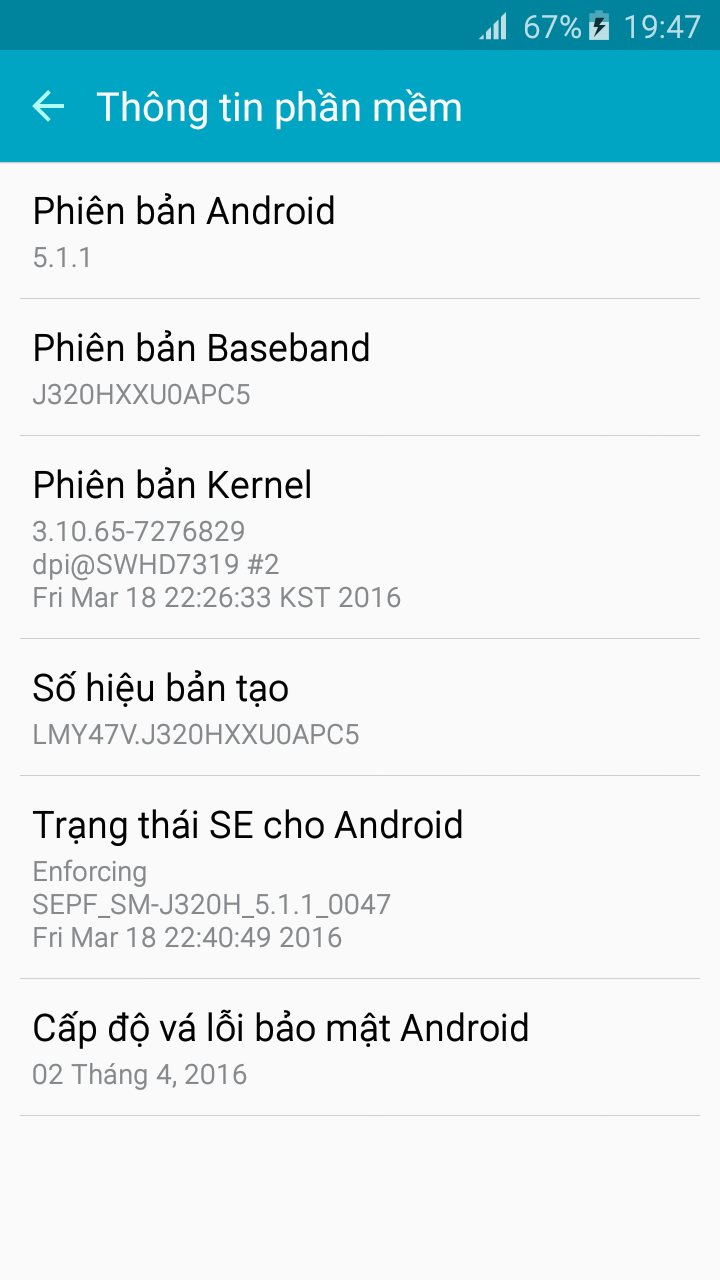 67% 19:47
Thông tin phần mềm
Phiên bản Android
5.1.1
Phiên bản Baseband
J320HXXU0APC5
Phiên bản Kernel
3.10.65-7276829
dpi@SWHD7319 #2
Fri Mar 18 22:26:33 KST 2016
Số hiệu bản tạo
LMY47V.J320HXXU0APC5
Trạng thái SE cho Android
Enforcing
SEPF_SM-J320H_5.1.1_0047
Fri Mar 18 22:40:49 2016
Cấp độ vá lỗi bảo mật Android
02 Tháng 4, 2016